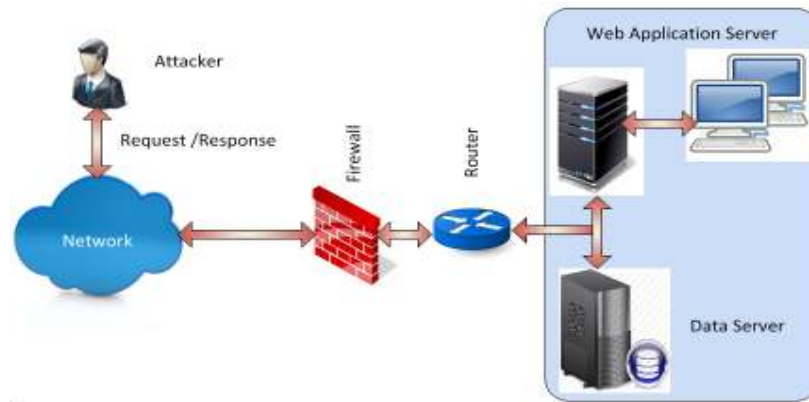 Web Application Server
Attacker
Request /Response
Firewall
Router
Network
Data Server